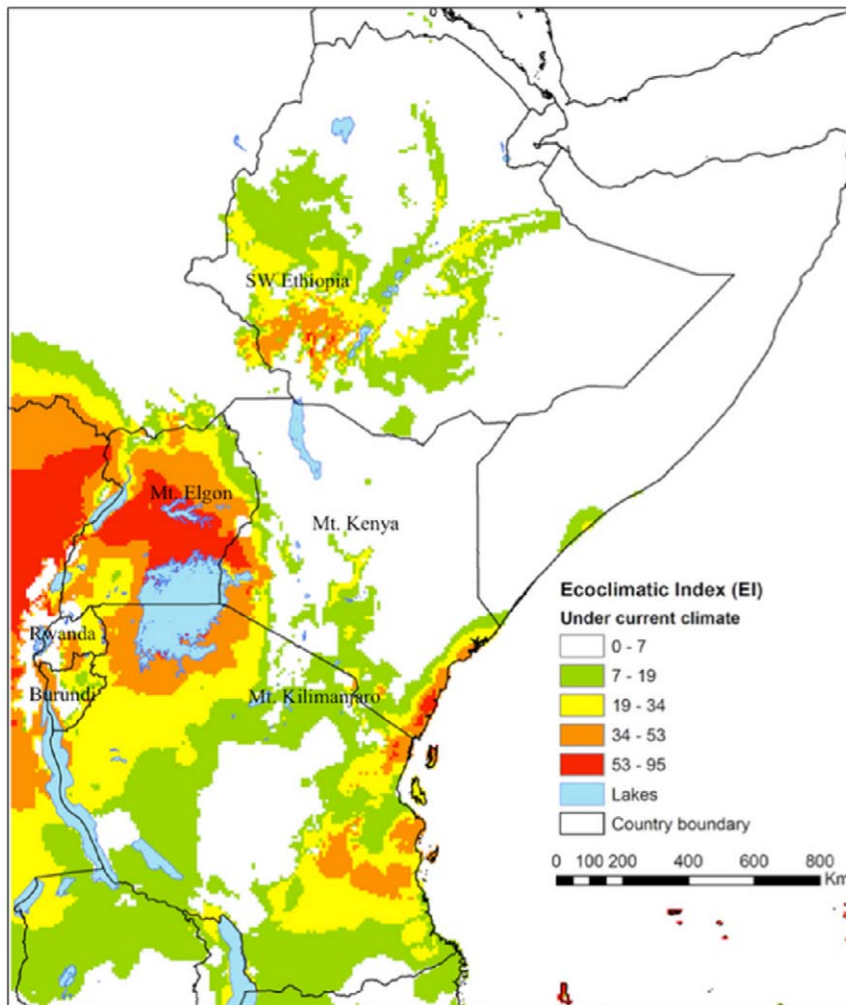 SW Ethiopia
Mt. Elgon
Mt. Kenya
Rwanda
Burundi
Mt. Kilimanjaro
Ecoclimatic Index (EI)
Under current climate
0 - 7
7 - 19
19 - 34
34 - 53
53 - 95
Lakes
Country boundary
0 100 200 400 600 800
Km